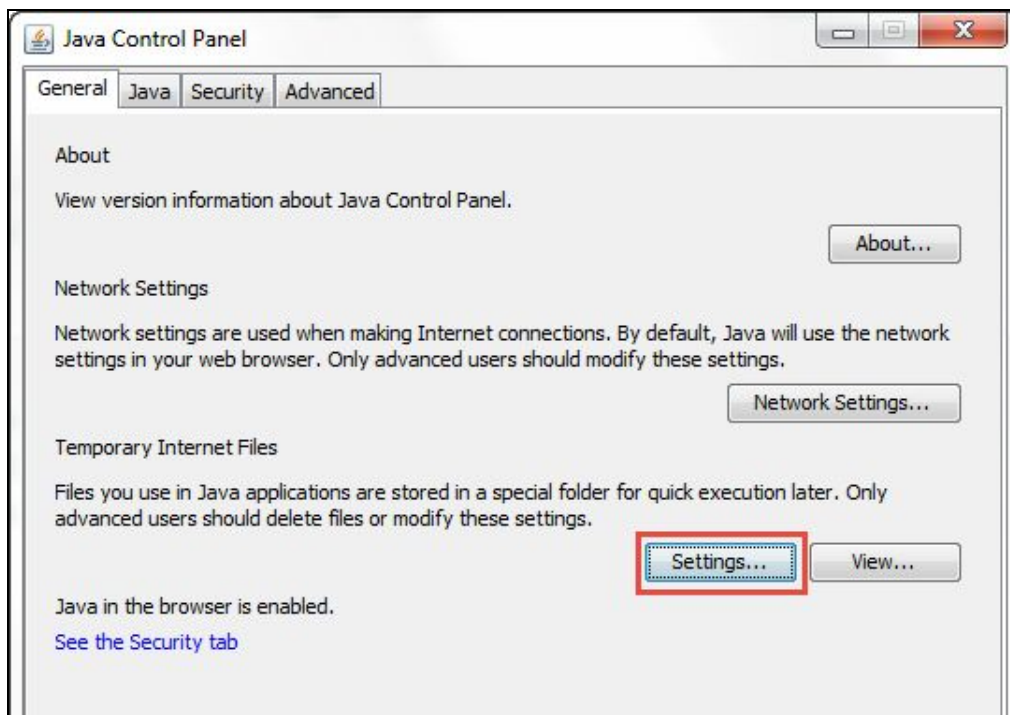 Java Control Panel
General Java Security Advanced
About
View version information about Java Control Panel.
About...
Network Settings
Network settings are used when making Internet connections. By default, Java will use the network
settings in your web browser. Only advanced users should modify these settings.
Network Settings...
Temporary Internet Files
Files you use in Java applications are stored in a special folder for quick execution later. Only
advanced users should delete files or modify these settings.
Settings... View...
Java in the browser is enabled.
See the Security tab